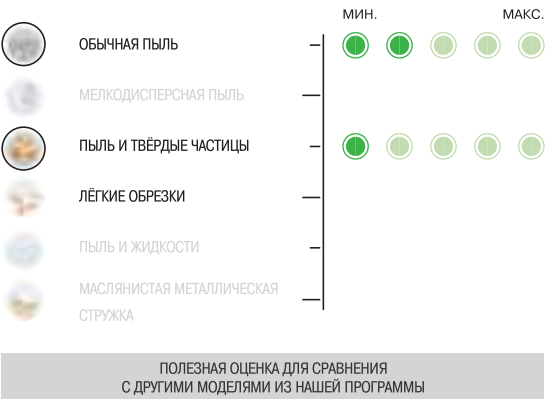 МИН. МАКС.
ОБЫЧНАЯ ПЫЛЬ
МЕЛКОДИСПЕРСНАЯ ПЫЛЬ
ПЫЛЬ И ТВЁРДЫЕ ЧАСТИЦЫ
ЛЁГКИЕ ОБРЕЗКИ
ПЫЛЬ И ЖИДКОСТИ
МАСЛЯНИСТАЯ МЕТАЛЛИЧЕСКАЯ
СТРУЖКА
ПОЛЕЗНАЯ ОЦЕНКА ДЛЯ СРАВНЕНИЯ
С ДРУГИМИ МОДЕЛЯМИ ИЗ НАШЕЙ ПРОГРАММЫ